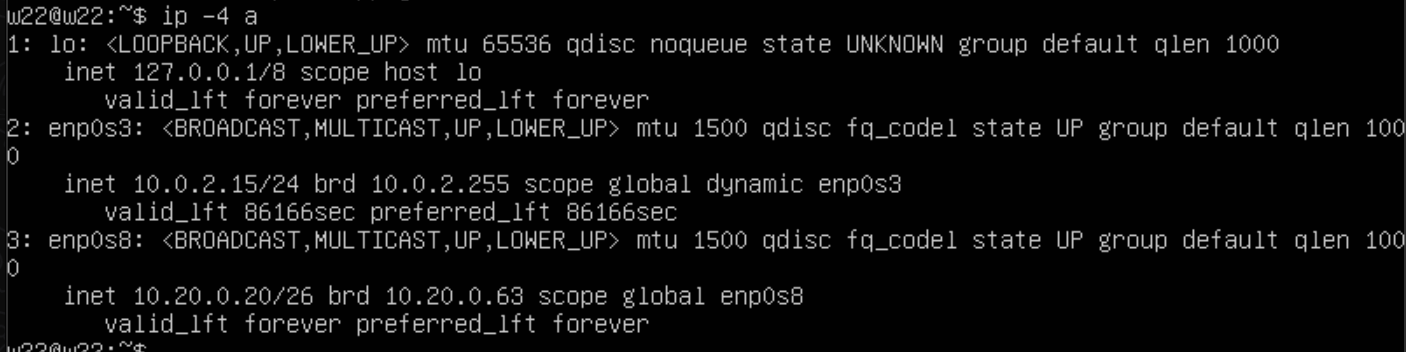 w22@w22:~$ ip -4 a
1: lo: <LOOPBACK,UP,LOWER_UP> mtu 65536 qdisc noqueue state UNKNOWN group default qlen 1000
    inet 127.0.0.1/8 scope host lo
       valid_lft forever preferred_lft forever
2: enp0s3: <BROADCAST,MULTICAST,UP,LOWER_UP> mtu 1500 qdisc fq_codel state UP group default qlen 100
0
    inet 10.0.2.15/24 brd 10.0.2.255 scope global dynamic enp0s3
       valid_lft 86166sec preferred_lft 86166sec
3: enp0s8: <BROADCAST,MULTICAST,UP,LOWER_UP> mtu 1500 qdisc fq_codel state UP group default qlen 100
0
    inet 10.20.0.20/26 brd 10.20.0.63 scope global enp0s8
       valid_lft forever preferred_lft forever
w22@w22:~$